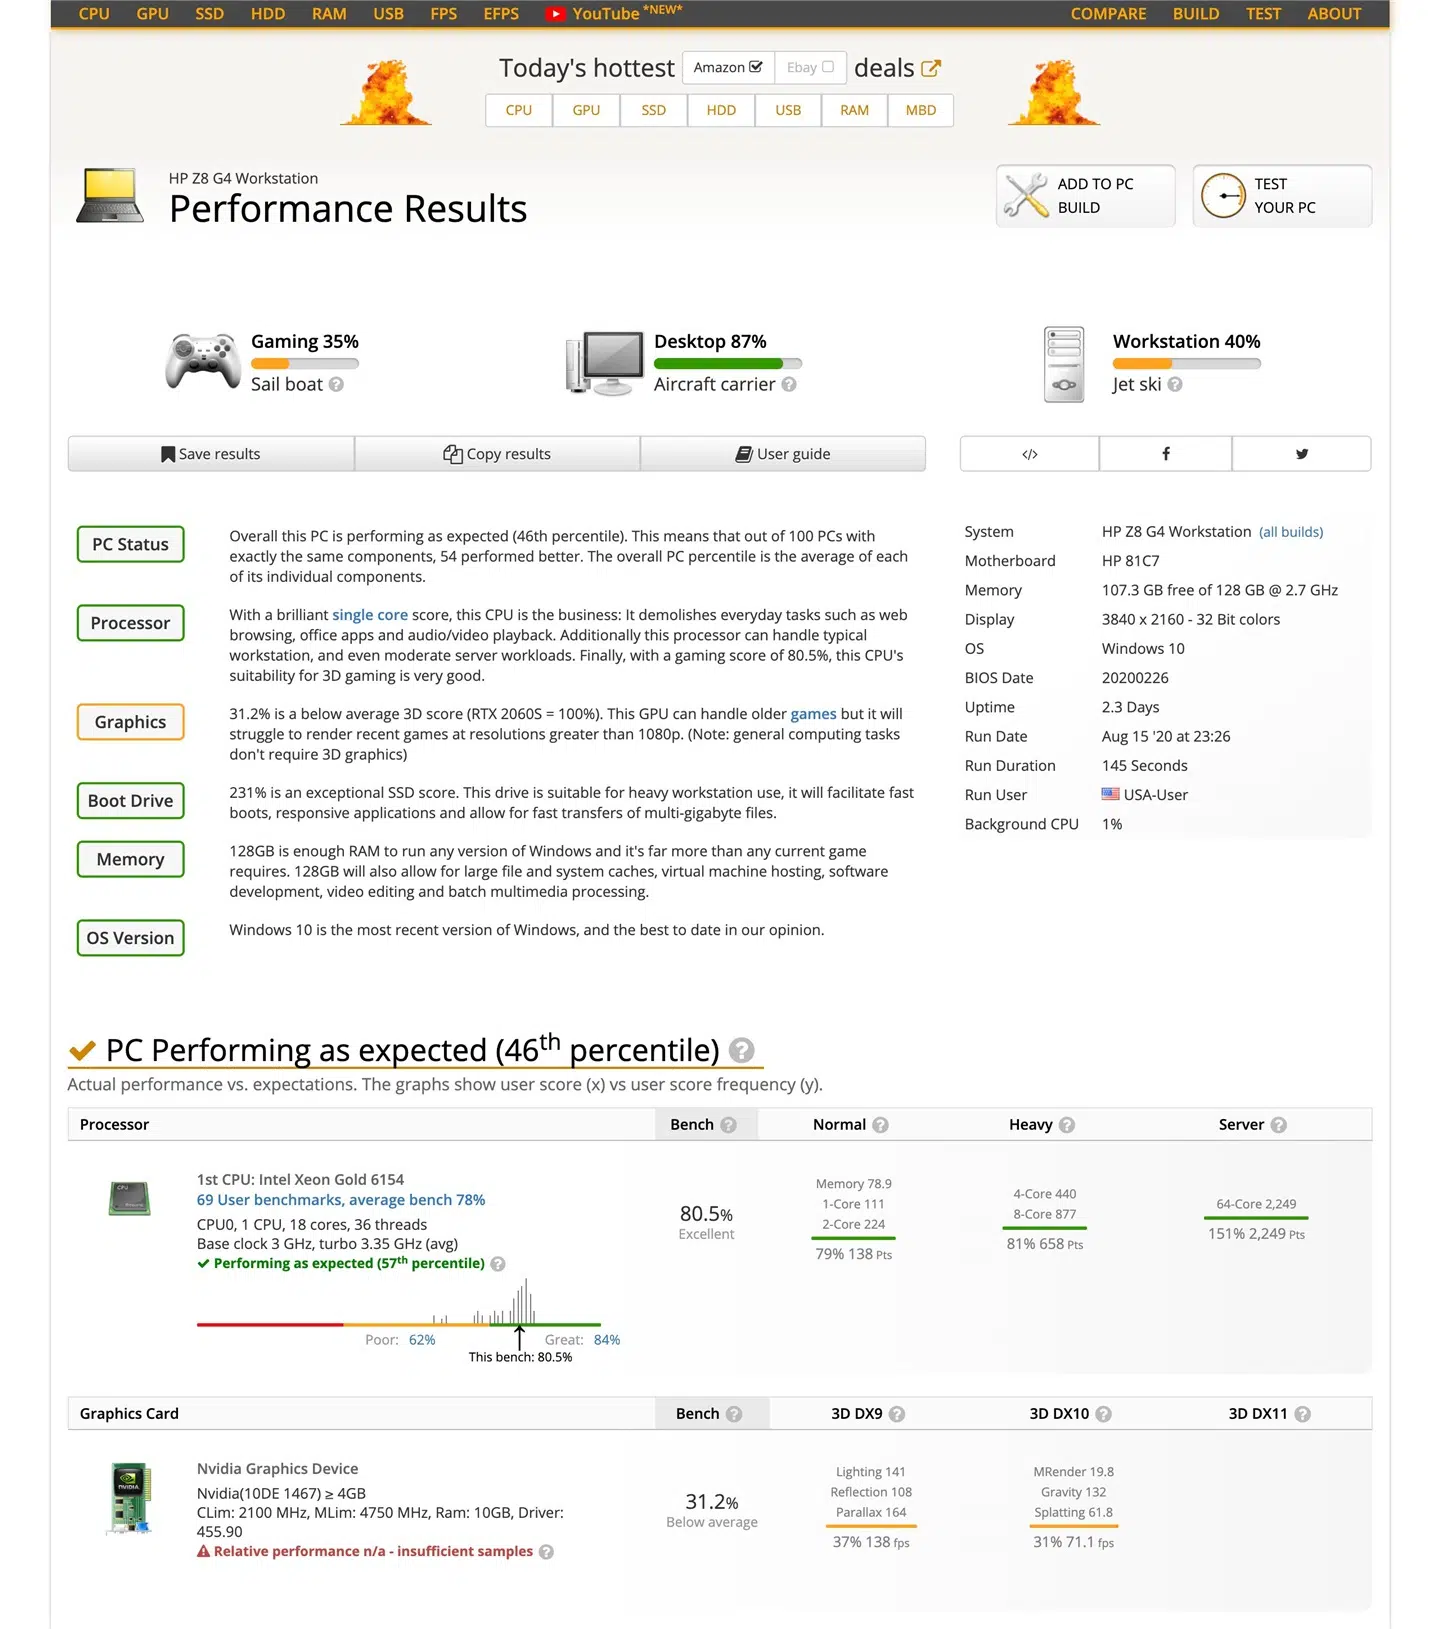 CPU GPU SSD HDD RAM USB FPS EFPS YouTube *NEW* COMPARE BUILD TEST ABOUT
Today's hottest Amazon Ebay deals
CPU GPU SSD HDD USB RAM MBD
HP Z8 G4 Workstation
Performance Results
ADD TO PC
BUILD
TEST
YOUR PC
Gaming 35%
Sail boat ?
Desktop 87%
Aircraft carrier ?
Workstation 40%
Jet ski ?
Save results Copy results User guide </> f
PC Status
Overall this PC is performing as expected (46th percentile). This means that out of 100 PCs with
exactly the same components, 54 performed better. The overall PC percentile is the average of each
of its individual components.
Processor
With a brilliant single core score, this CPU is the business: It demolishes everyday tasks such as web
browsing, office apps and audio/video playback. Additionally this processor can handle typical
workstation, and even moderate server workloads. Finally, with a gaming score of 80.5%, this CPU's
suitability for 3D gaming is very good.
Graphics
31.2% is a below average 3D score (RTX 2060S = 100%). This GPU can handle older games but it will
struggle to render recent games at resolutions greater than 1080p. (Note: general computing tasks
don't require 3D graphics)
Boot Drive
231% is an exceptional SSD score. This drive is suitable for heavy workstation use, it will facilitate fast
boots, responsive applications and allow for fast transfers of multi-gigabyte files.
Memory
128GB is enough RAM to run any version of Windows and it's far more than any current game
requires. 128GB will also allow for large file and system caches, virtual machine hosting, software
development, video editing and batch multimedia processing.
OS Version
Windows 10 is the most recent version of Windows, and the best to date in our opinion.
System HP Z8 G4 Workstation (all builds)
Motherboard HP 81C7
Memory 107.3 GB free of 128 GB @ 2.7 GHz
Display 3840 x 2160 - 32 Bit colors
OS Windows 10
BIOS Date 20200226
Uptime 2.3 Days
Run Date Aug 15 '20 at 23:26
Run Duration 145 Seconds
Run User USA-User
Background CPU 1%
PC Performing as expected (46th percentile) ?
Actual performance vs. expectations. The graphs show user score (x) vs user score frequency (y).
Processor Bench ? Normal ? Heavy ? Server ?
CPU
1st CPU: Intel Xeon Gold 6154
69 User benchmarks, average bench 78%
CPU0, 1 CPU, 18 cores, 36 threads
Base clock 3 GHz, turbo 3.35 GHz (avg)
Performing as expected (57th percentile) ?
Poor: 62% Great: 84%
This bench: 80.5%
80.5%
Excellent
Memory 78.9
1-Core 111
2-Core 224
79% 138 Pts
4-Core 440
8-Core 877
81% 658 Pts
64-Core 2,249
151% 2,249 Pts
Graphics Card Bench ? 3D DX9 ? 3D DX10 ? 3D DX11 ?
NVIDIA
Nvidia Graphics Device
Nvidia(10DE 1467) ≥ 4GB
CLim: 2100 MHz, MLim: 4750 MHz, Ram: 10GB, Driver:
455.90
Relative performance n/a - insufficient samples ?
31.2%
Below average
Lighting 141
Reflection 108
Parallax 164
37% 138 fps
MRender 19.8
Gravity 132
Splatting 61.8
31% 71.1 fps